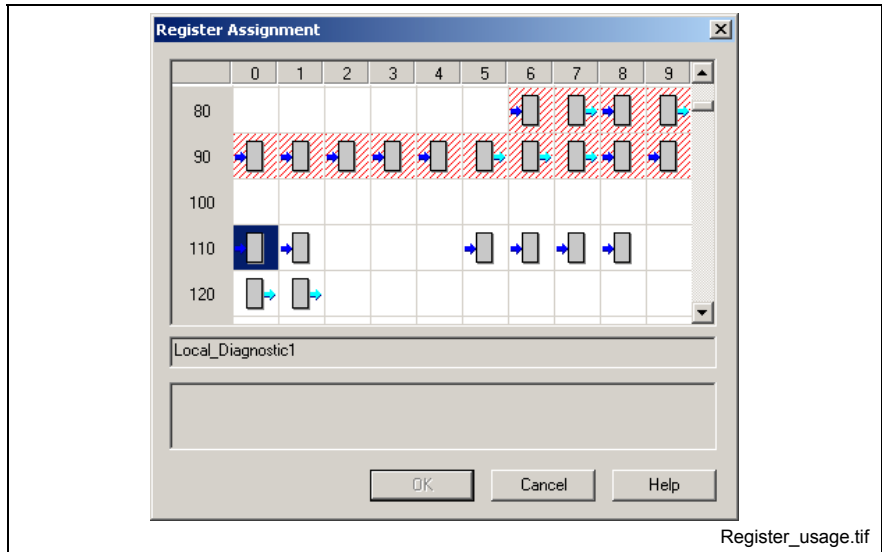 Register Assignment
0 1 2 3 4 5 6 7 8 9
80
90
100
110
120
Local_Diagnostic1
OK Cancel Help
Register_usage.tif